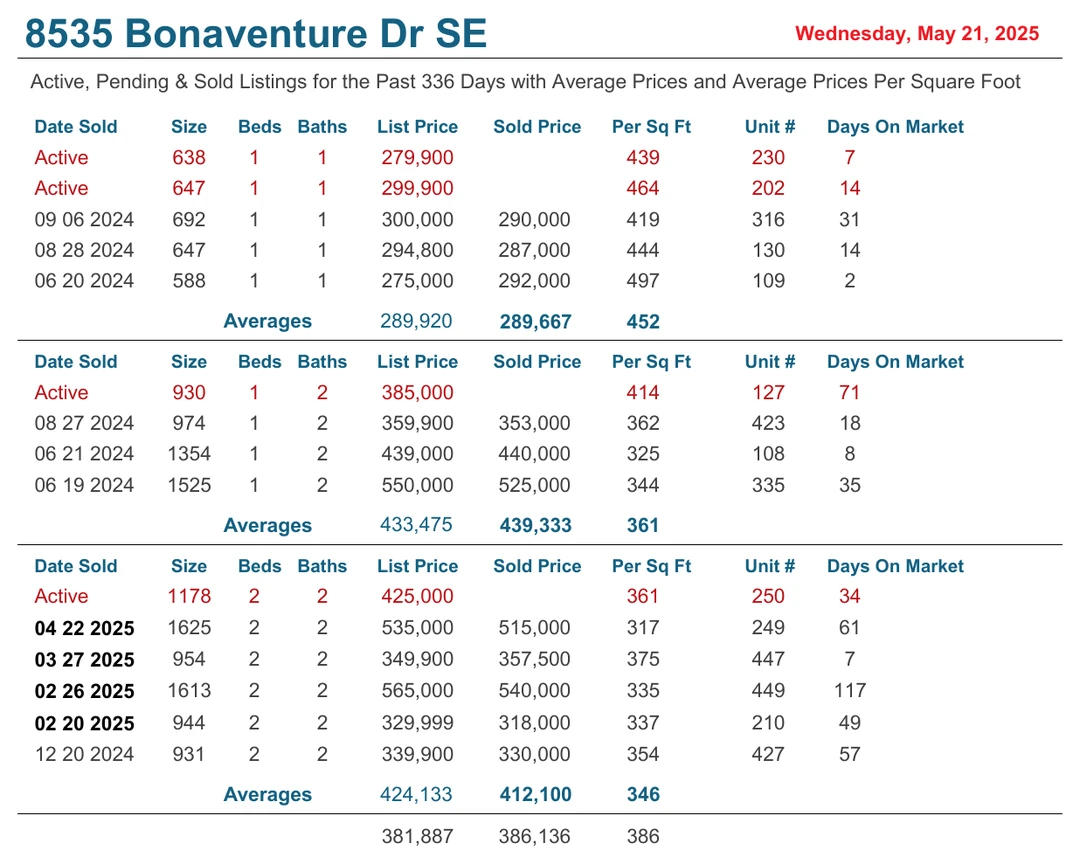 8535 Bonaventure Dr SE
Wednesday, May 21, 2025
Active, Pending & Sold Listings for the Past 336 Days with Average Prices and Average Prices Per Square Foot
Date Sold Size Beds Baths List Price Sold Price Per Sq Ft Unit # Days On Market
Active 638 1 1 279,900 439 230 7
Active 647 1 1 299,900 464 202 14
09 06 2024 692 1 1 300,000 290,000 419 316 31
08 28 2024 647 1 1 294,800 287,000 444 130 14
06 20 2024 588 1 1 275,000 292,000 497 109 2
Averages 289,920 289,667 452
Date Sold Size Beds Baths List Price Sold Price Per Sq Ft Unit # Days On Market
Active 930 1 2 385,000 414 127 71
08 27 2024 974 1 2 359,900 353,000 362 423 18
06 21 2024 1354 1 2 439,000 440,000 325 108 8
06 19 2024 1525 1 2 550,000 525,000 344 335 35
Averages 433,475 439,333 361
Date Sold Size Beds Baths List Price Sold Price Per Sq Ft Unit # Days On Market
Active 1178 2 2 425,000 361 250 34
04 22 2025 1625 2 2 535,000 515,000 317 249 61
03 27 2025 954 2 2 349,900 357,500 375 447 7
02 26 2025 1613 2 2 565,000 540,000 335 449 117
02 20 2025 944 2 2 329,999 318,000 337 210 49
12 20 2024 931 2 2 339,900 330,000 354 427 57
Averages 424,133 412,100 346
381,887 386,136 386